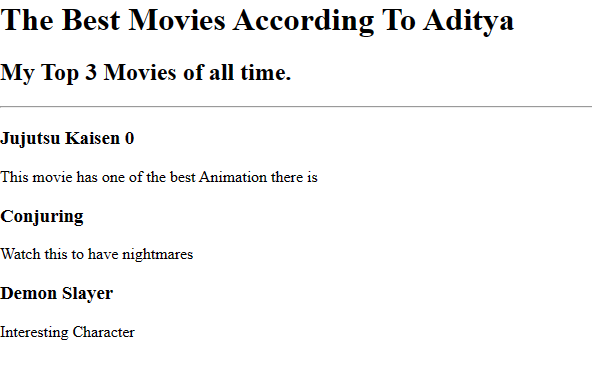 The Best Movies According To Aditya
My Top 3 Movies of all time.
Jujutsu Kaisen 0
This movie has one of the best Animation there is
Conjuring
Watch this to have nightmares
Demon Slayer
Interesting Character